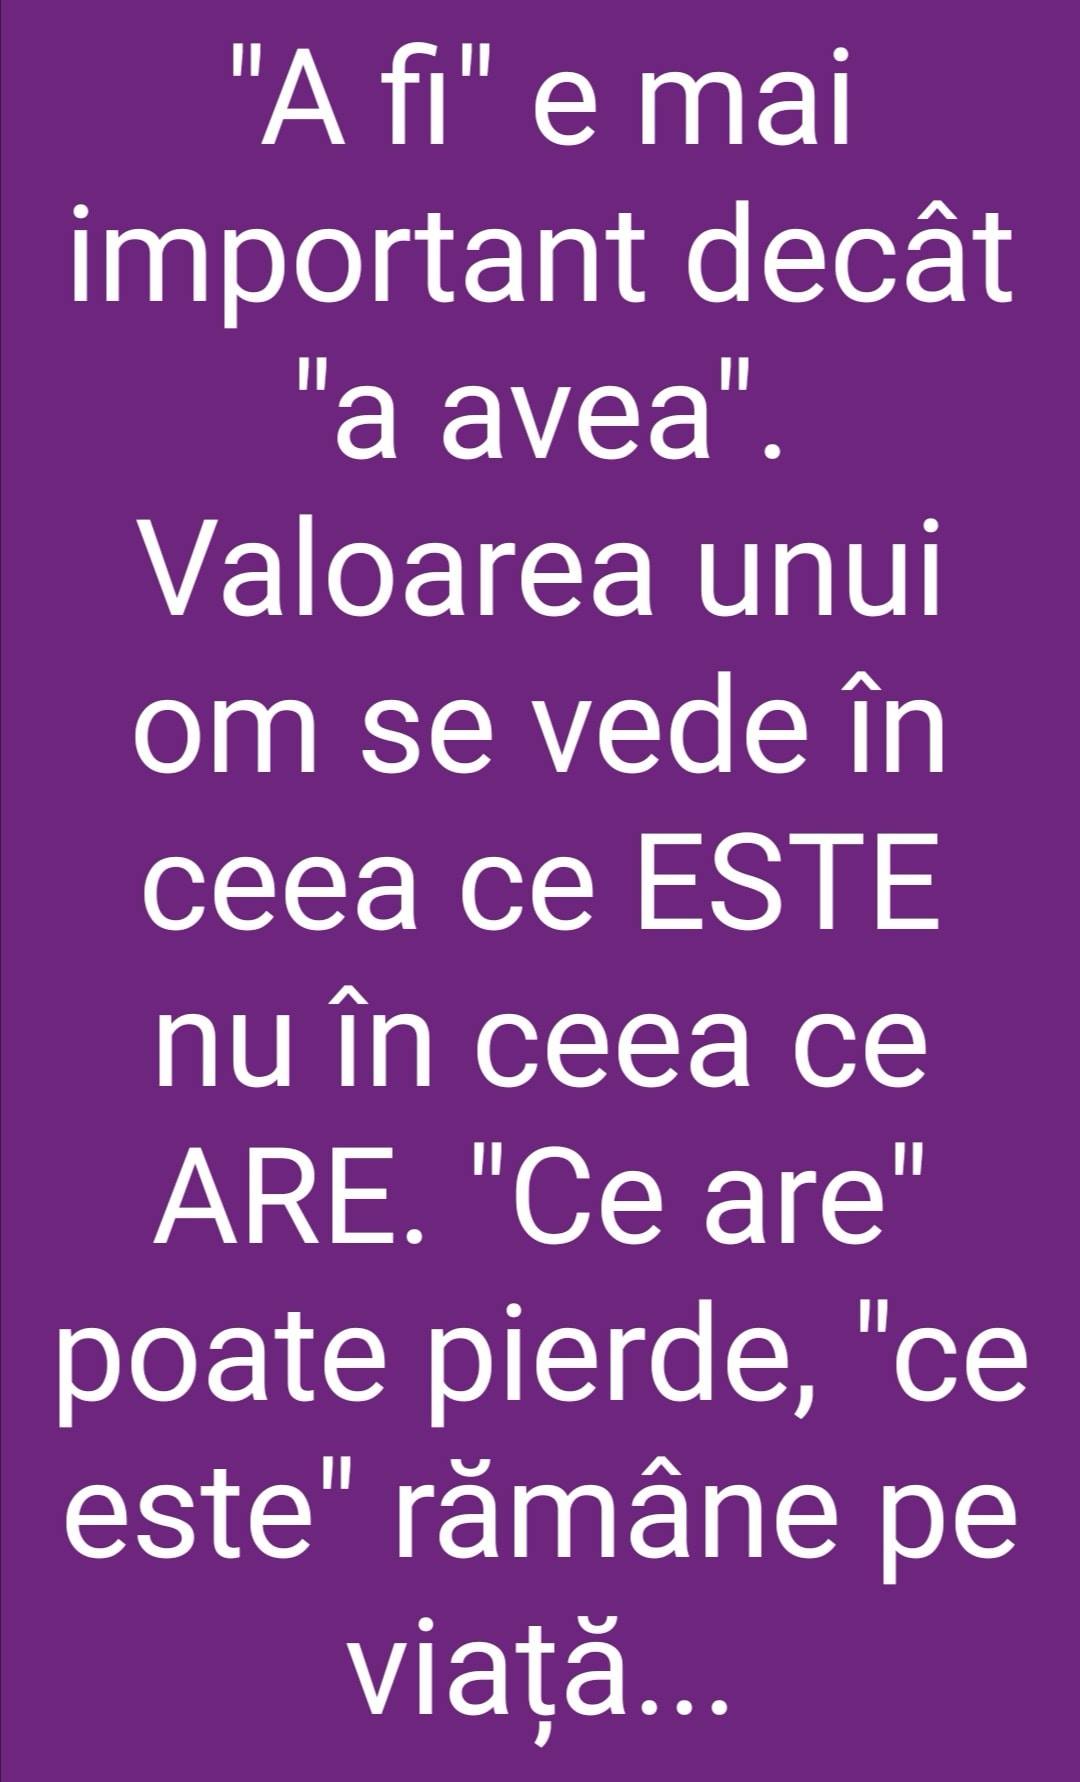 "A fi" e mai
important decât
"a avea".
Valoarea unui
om se vede în
ceea ce ESTE
nu în ceea ce
ARE. "Ce are"
poate pierde, "ce
este" rămâne pe
viață...